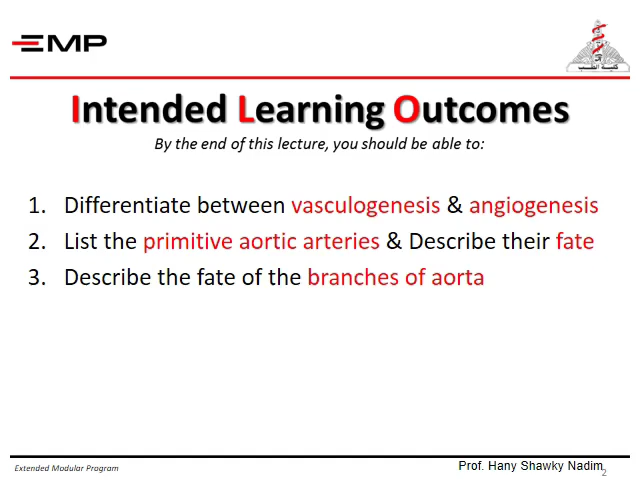 EMP
كلية الطب
Intended Learning Outcomes
By the end of this lecture, you should be able to:
1. Differentiate between vasculogenesis & angiogenesis
2. List the primitive aortic arteries & Describe their fate
3. Describe the fate of the branches of aorta
Extended Modular Program
Prof. Hany Shawky Nadim
2